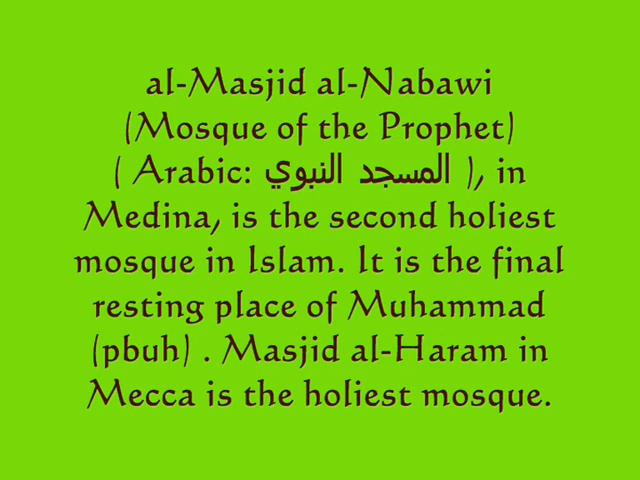 al-Masjid al-Nabawi
(Mosque of the Prophet)
( Arabic: المسجد النبوي ), in
Medina, is the second holiest
mosque in Islam. It is the final
resting place of Muhammad
(pbuh) . Masjid al-Haram in
Mecca is the holiest mosque.